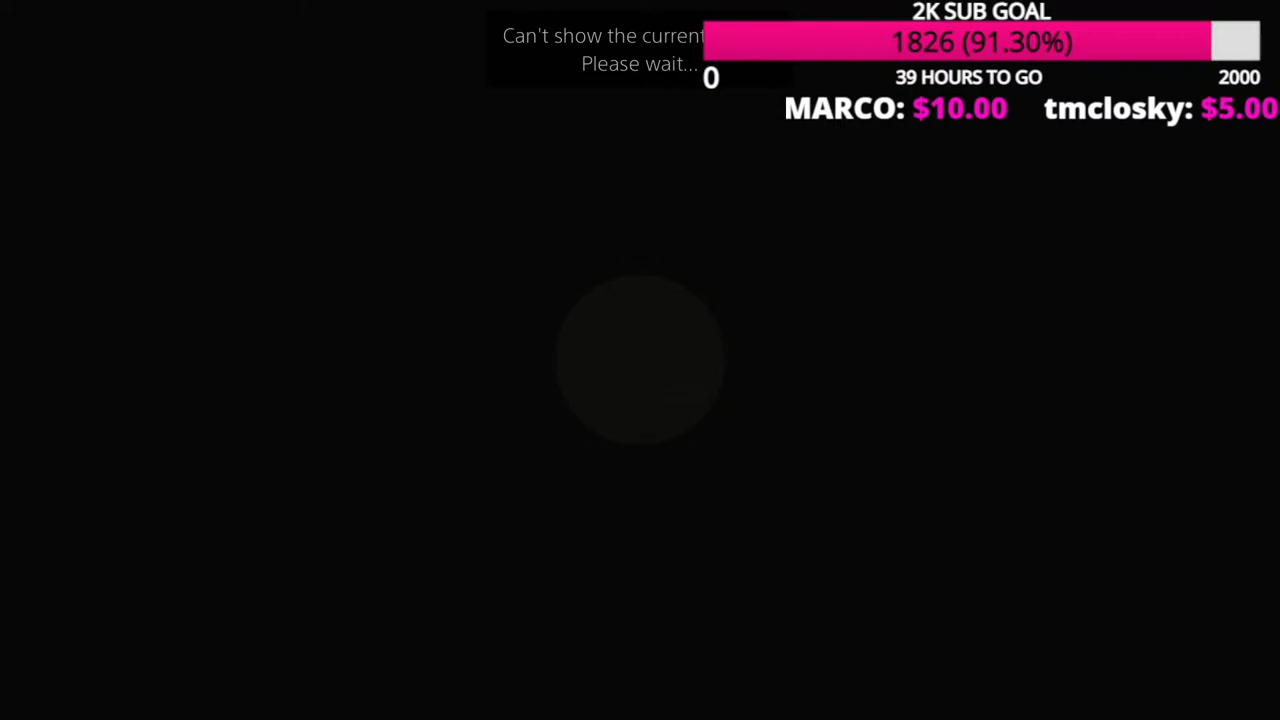 2K SUB GOAL
Can't show the current
1826 (91.30%)
Please wait...
0 39 HOURS TO GO 2000
MARCO: $10.00 tmclosky: $5.00